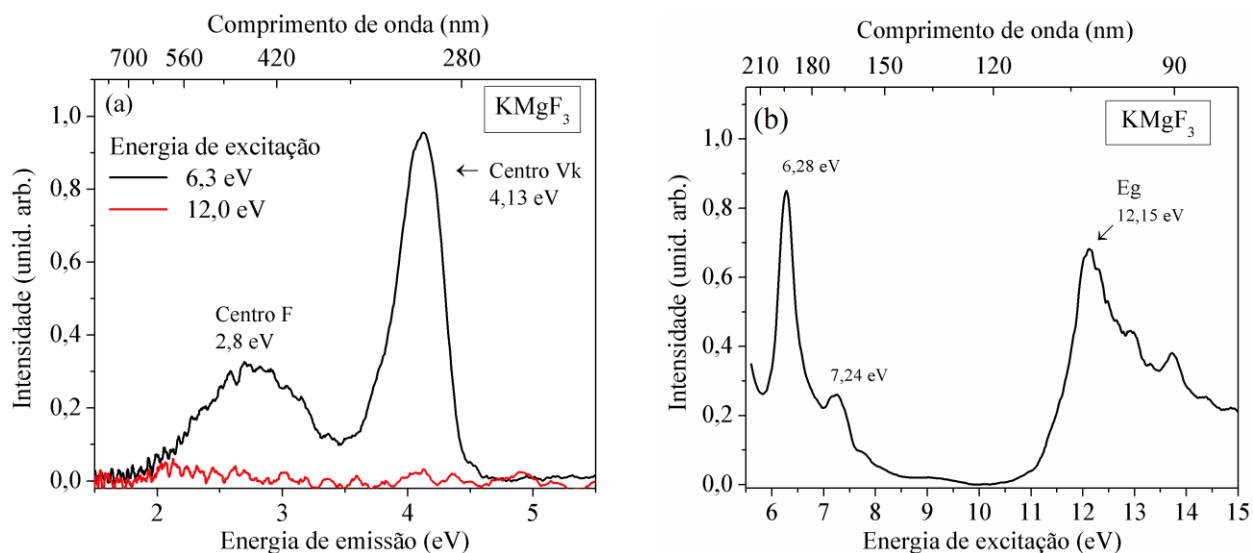 Comprimento de onda (nm)
700 560 420 280
(a)
KMgF3
Energia de excitação
6,3 eV
12,0 eV
← Centro Vk
4,13 eV
Centro F
2,8 eV
Intensidade (unid. arb.)
1,0
0,8
0,6
0,4
0,2
0,0
2 3 4 5
Energia de emissão (eV)
Comprimento de onda (nm)
210 180 150 120 90
(b)
KMgF3
6,28 eV
7,24 eV
Eg
12,15 eV
Intensidade (unid. arb.)
1,0
0,8
0,6
0,4
0,2
0,0
6 7 8 9 10 11 12 13 14 15
Energia de excitação (eV)